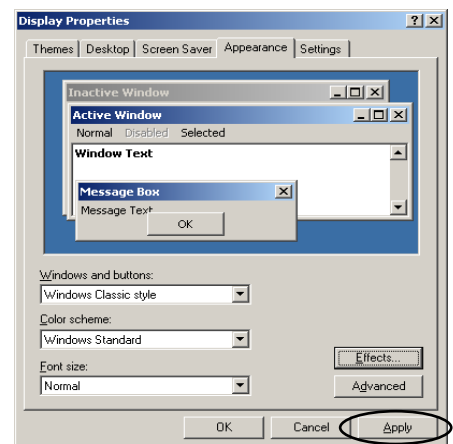 Display Properties
Themes Desktop Screen Saver Appearance Settings
Inactive Window
Active Window
Normal Disabled Selected
Window Text
Message Box
Message Text
OK
Windows and buttons:
Windows Classic style
Color scheme:
Windows Standard
Effects...
Font size:
Normal
Advanced
OK Cancel Apply